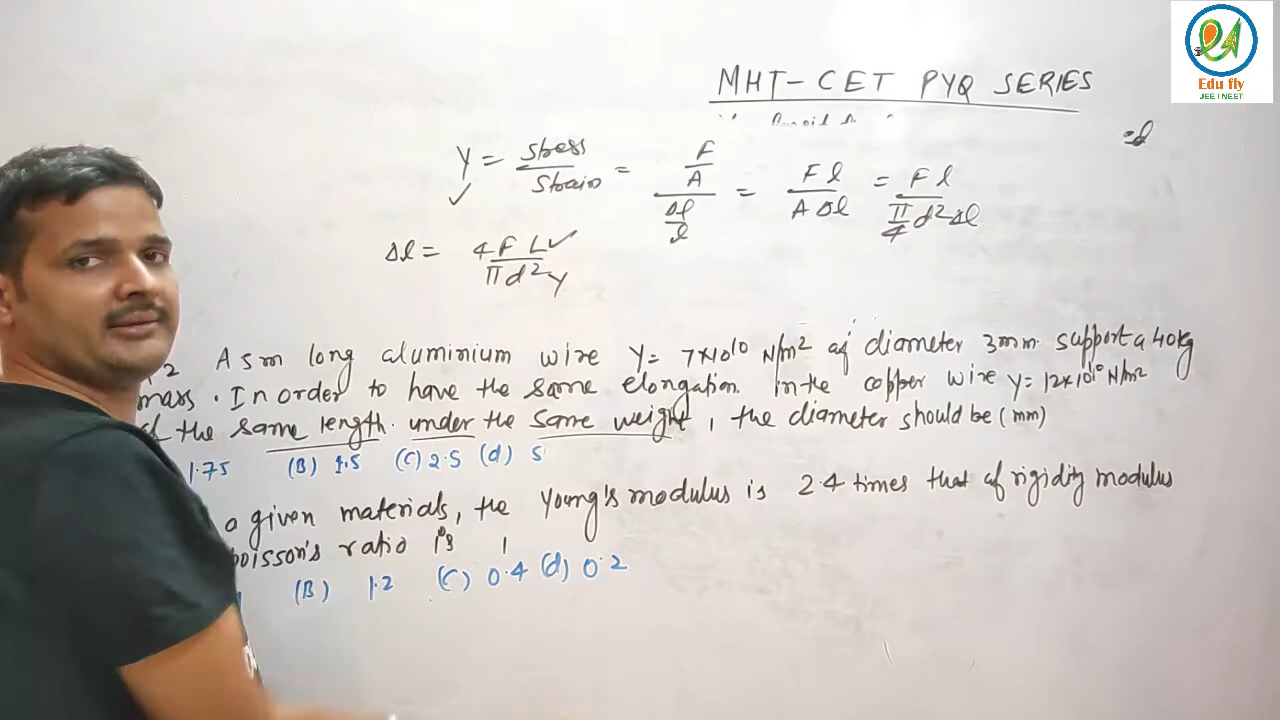 Edu fly
JEE I NEET
MHT-CET PYQ SERIES
Y = Stress / Strain = F/A / Δl/l = Fl / AΔl = Fl / π/4 d²Δl
Δl = 4FL / πd²Y
2 A 5m long aluminium wire Y = 7×10¹⁰ N/m² of diameter 3mm support a 40kg
mass. In order to have the same elongation in the copper wire Y = 12×10¹⁰ N/m²
the same length under the same weight, the diameter should be (mm)
1.75 (B) 1.5 (C) 2.5 (d) 5
a given materials, the Young's modulus is 2.4 times that of rigidity modulus
poisson's ratio is
(B) 1.2 (C) 0.4 (d) 0.2